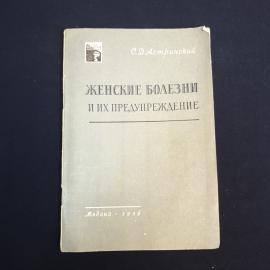 С.Д.Астринский
ЖЕНСКИЕ БОЛЕЗНИ
И ИХ ПРЕДУПРЕЖДЕНИЕ
Медгиз